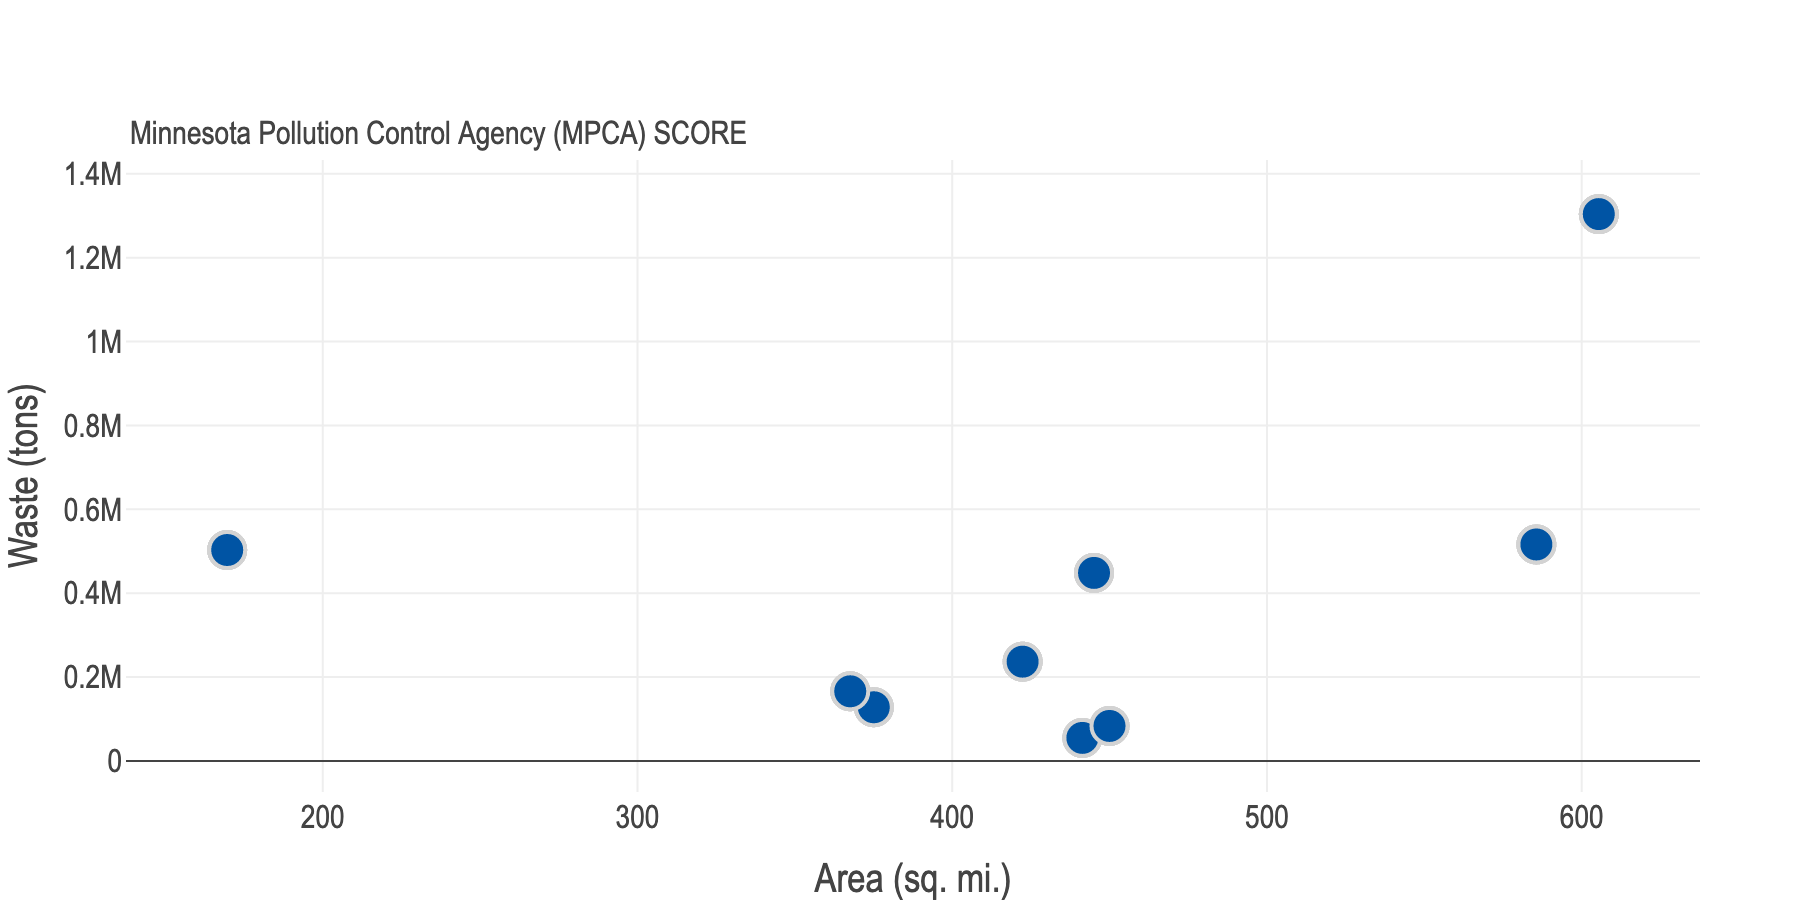 Minnesota Pollution Control Agency (MPCA) SCORE
1.4M
1.2M
1M
0.8M
0.6M
0.4M
0.2M
0
Waste (tons)
200 300 400 500 600
Area (sq. mi.)